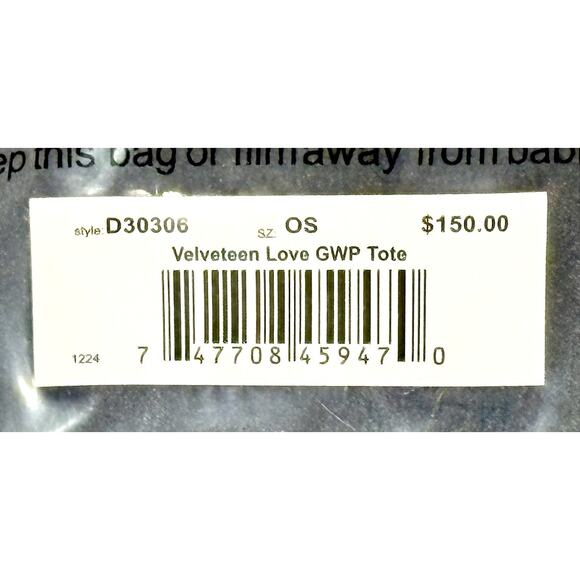 ep this bag or film away from bab
style: D30306 SZ: OS $150.00
Velveteen Love GWP Tote
1224 7 47708 45947 0